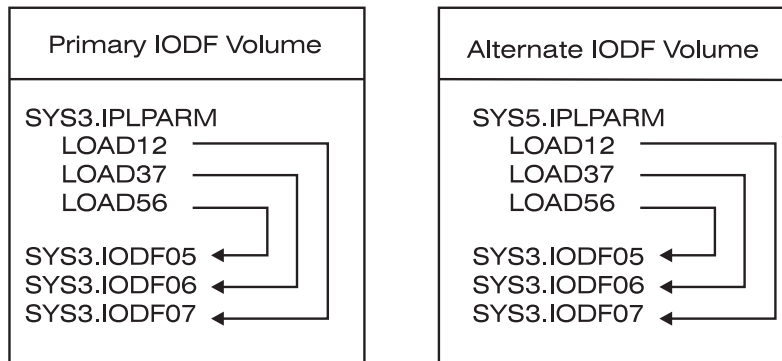 Primary IODF Volume
SYS3.IPLPARM
LOAD12
LOAD37
LOAD56
SYS3.IODF05
SYS3.IODF06
SYS3.IODF07
Alternate IODF Volume
SYS5.IPLPARM
LOAD12
LOAD37
LOAD56
SYS3.IODF05
SYS3.IODF06
SYS3.IODF07